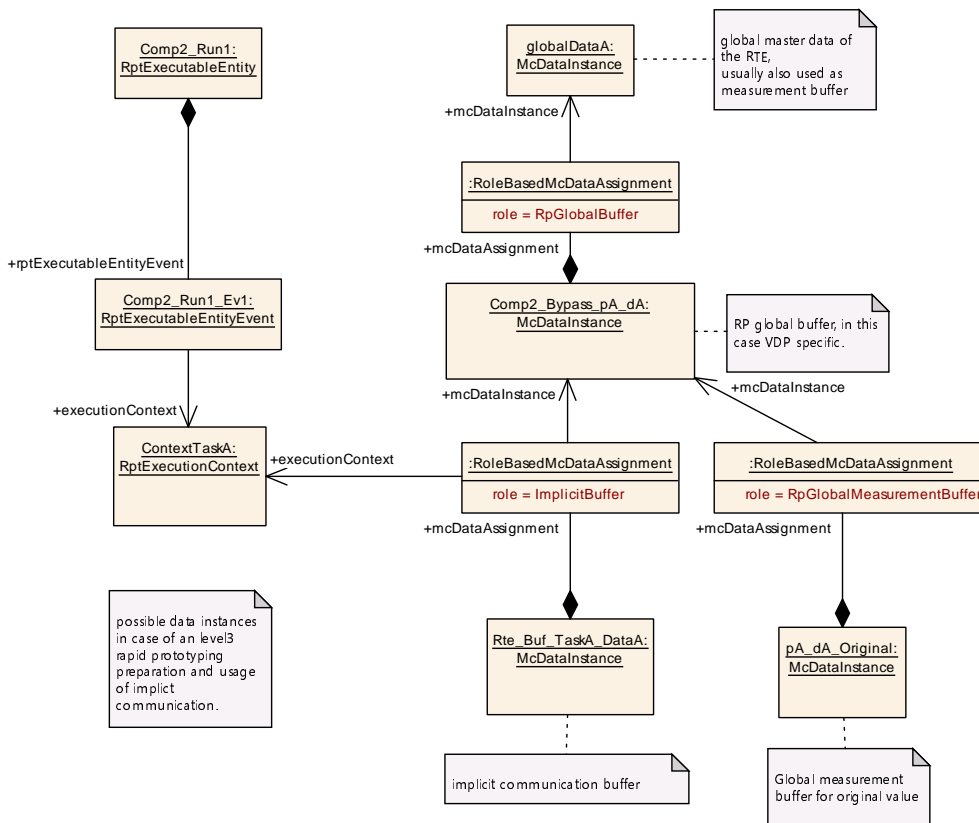 Comp2_Run1:
RptExecutableEntity
globalDataA:
McDataInstance
global master data of
the RTE,
usually also used as
measurement buffer
+mcDataInstance
:RoleBasedMcDataAssignment
role = RpGlobalBuffer
+mcDataAssignment
+rptExecutableEntityEvent
Comp2_Run1_Ev1:
RptExecutableEntityEvent
Comp2_Bypass_pA_dA:
McDataInstance
RP global buffer, in this
case VDP specific.
+mcDataInstance
+mcDataInstance
+executionContext
ContextTaskA:
RptExecutionContext
+executionContext
:RoleBasedMcDataAssignment
role = ImplicitBuffer
:RoleBasedMcDataAssignment
role = RpGlobalMeasurementBuffer
+mcDataAssignment
+mcDataAssignment
possible data instances
in case of an level3
rapid prototyping
preparation and usage
of implict
communication.
Rte_Buf_TaskA_DataA:
McDataInstance
pA_dA_Original:
McDataInstance
implicit communication buffer
Global measurement
buffer for original value